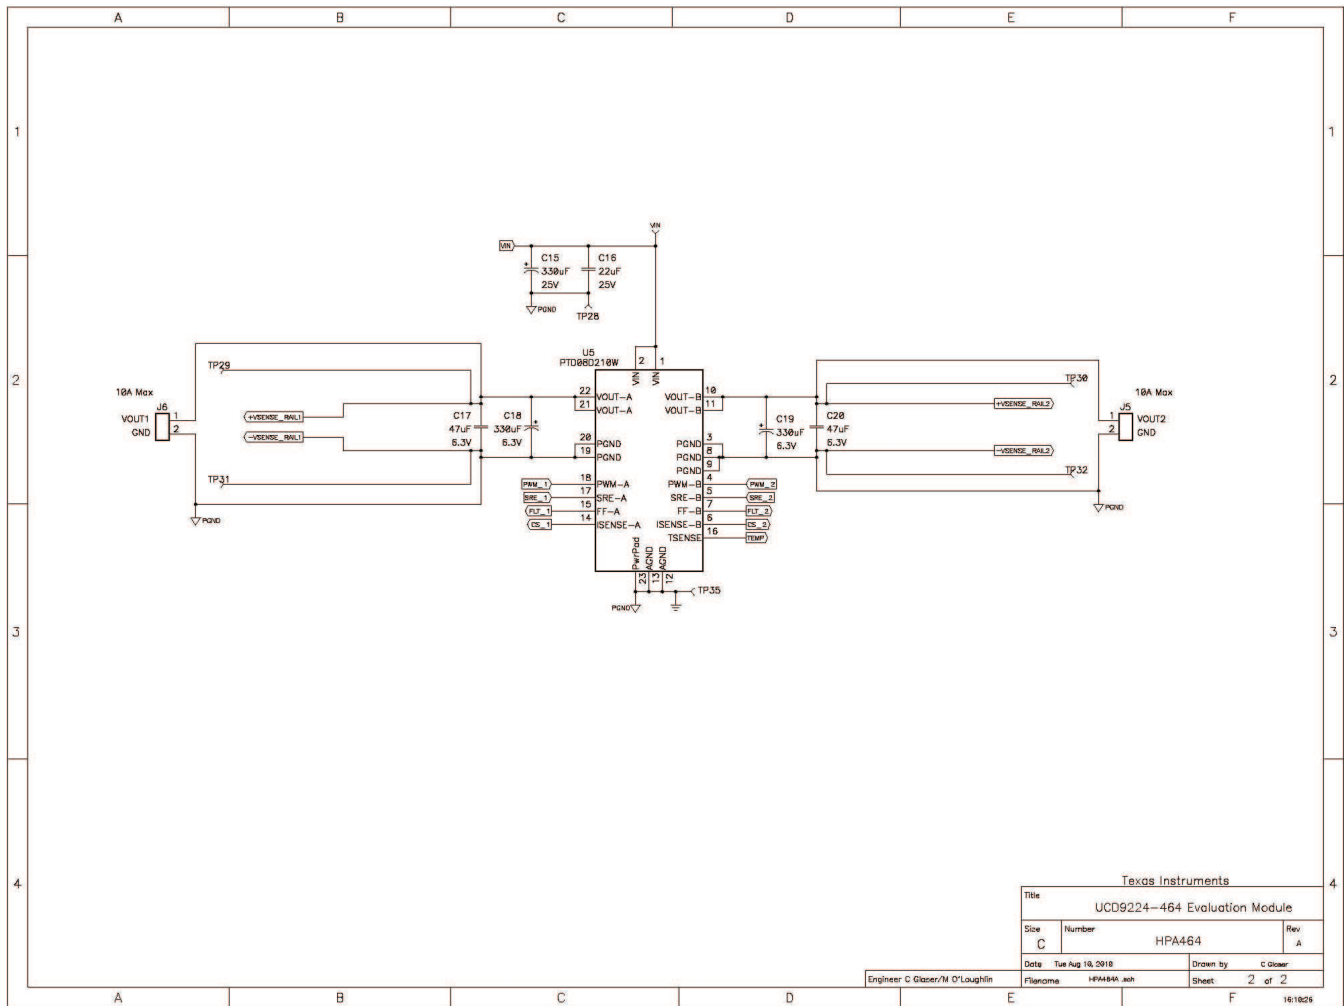 A B C D E F
1 1
VIN
VIN
C15 C16
330uF 22uF
25V 25V
PGND
TP28
U5
PTD08D210W
2 1
VIN VIN
2 2
TP29
10A Max
J6
VOUT1 1
GND 2
+VSENSE_RAIL1
-VSENSE_RAIL1
TP31
PGND
C17 C18
47uF 330uF
6.3V 6.3V
22 VOUT-A
21 VOUT-A
20 PGND
19 PGND
PWM_1 18 PWM-A
SRE_1 17 SRE-A
FLT_1 15 FF-A
CS_1 14 ISENSE-A
VOUT-B 10
VOUT-B 11
PGND 3
PGND 8
PGND 9
PWM-B 4 PWM_2
SRE-B 5 SRE_2
FF-B 7 FLT_2
ISENSE-B 6 CS_2
TSENSE 16 TEMP
PwrPad AGND AGND
23 13 12
PGND
TP35
C19 C20
330uF 47uF
6.3V 6.3V
TP30
+VSENSE_RAIL2
-VSENSE_RAIL2
TP32
10A Max
J5
1 VOUT2
2 GND
PGND
3 3
4 4
Texas Instruments
Title
UCD9224-464 Evaluation Module
Size Number Rev
C HPA464 A
Date Tue Aug 10, 2010 Drawn by C Glaser
Engineer C Glaser/M O'Loughlin Filename HPA464A .sch Sheet 2 of 2
A B C D E F
16:10:26